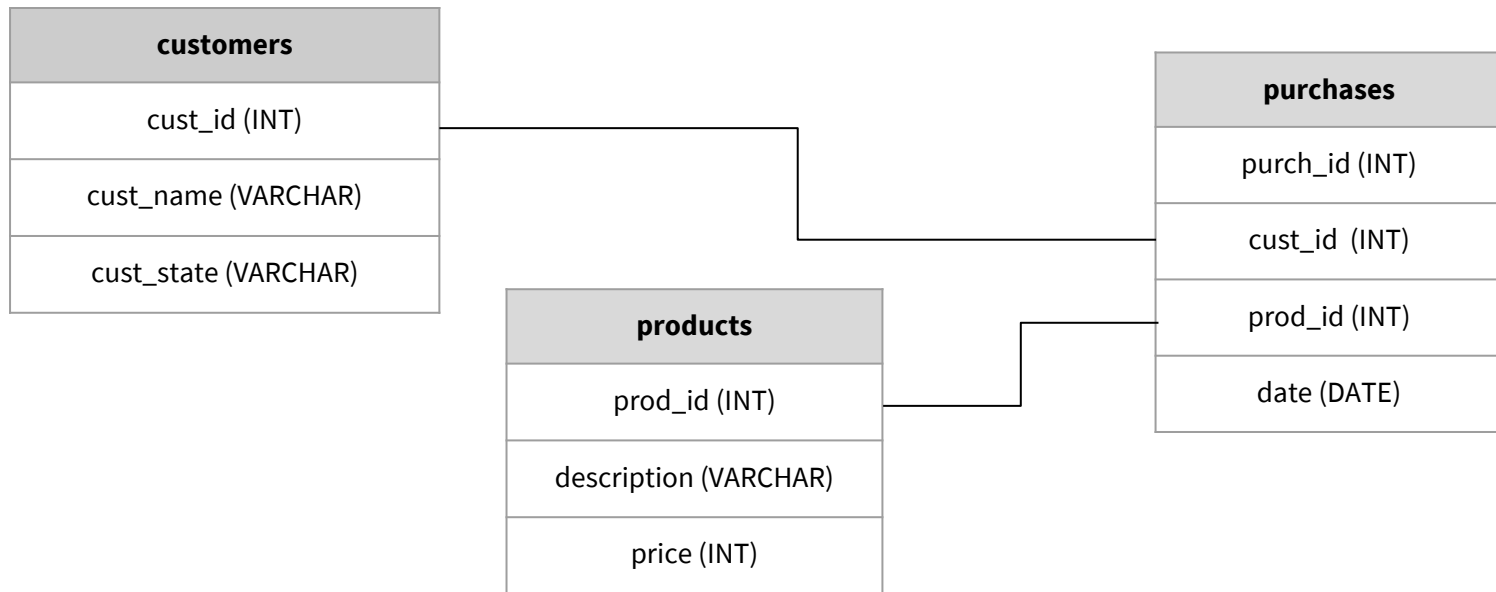 customers
cust_id (INT)
cust_name (VARCHAR)
cust_state (VARCHAR)
products
prod_id (INT)
description (VARCHAR)
price (INT)
purchases
purch_id (INT)
cust_id (INT)
prod_id (INT)
date (DATE)